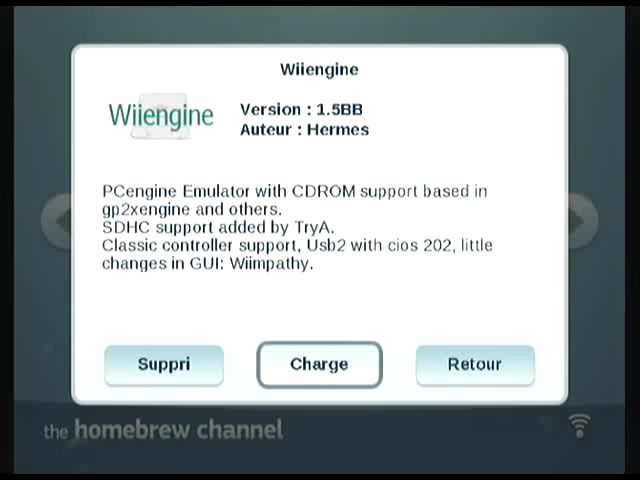 Wiiengine
Wiiengine
Version : 1.5BB
Auteur : Hermes
PCengine Emulator with CDROM support based in
gp2xengine and others.
SDHC support added by TryA.
Classic controller support, Usb2 with cios 202, little
changes in GUI: Wiimpathy.
Suppri
Charge
Retour
the homebrew channel